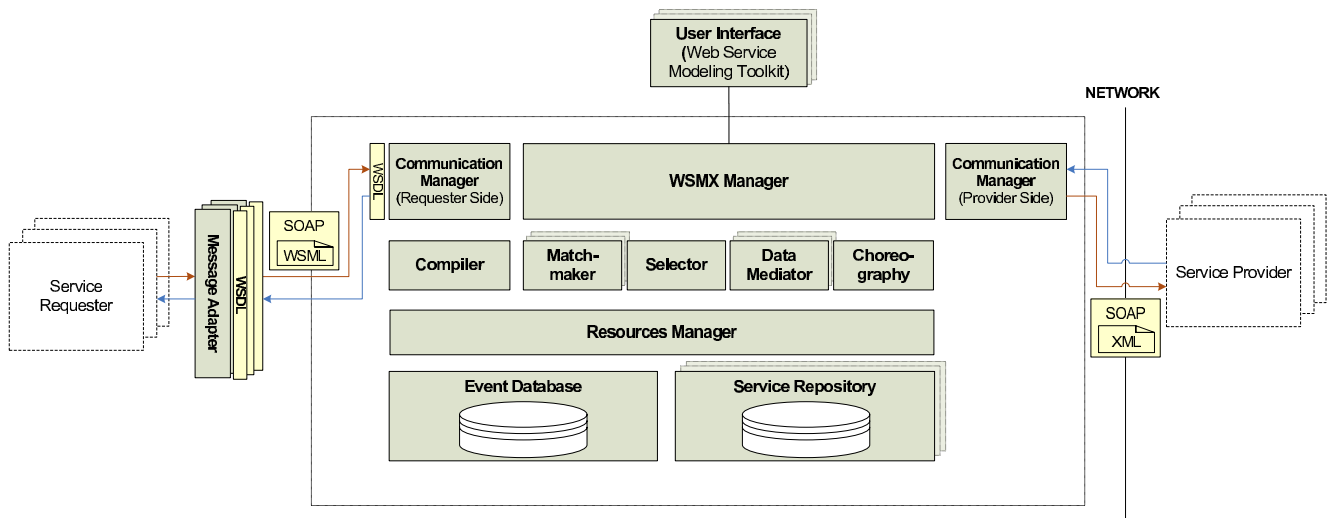 User Interface
(Web Service
Modeling Toolkit)
NETWORK
WSDL
Communication
Manager
(Requester Side)
WSMX Manager
Communication
Manager
(Provider Side)
SOAP
WSML
Message Adapter
WSDL
Service
Requester
Compiler
Match-
maker
Selector
Data
Mediator
Choreo-
graphy
Service Provider
SOAP
XML
Resources Manager
Event Database
Service Repository